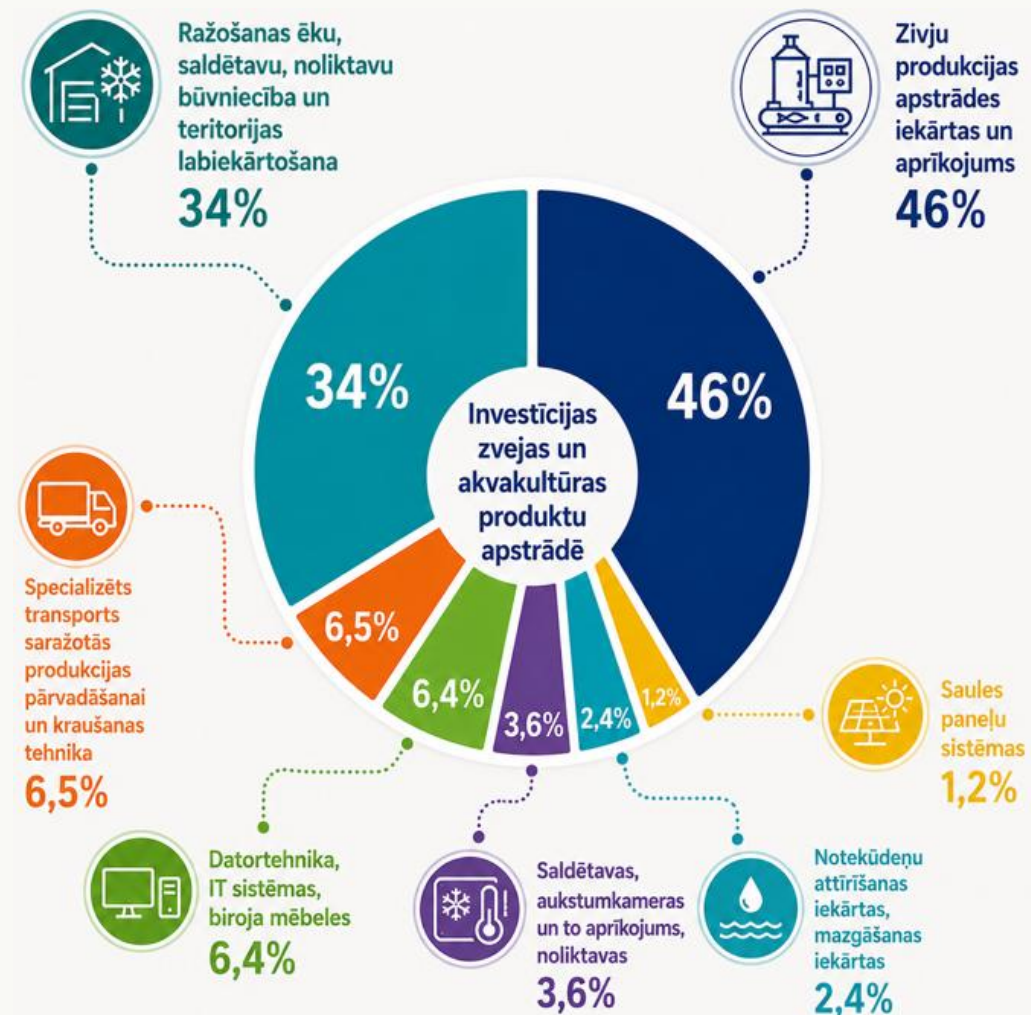 Ražošanas ēku,
saldētavu, noliktavu
būvniecība un
teritorijas
labiekārtošana
34%
Zivju
produkcijas
apstrādes
iekārtas un
aprīkojums
46%
34%
46%
Investīcijas
zvejas un
akvakultūras
produktu
apstrādē
6,5%
6,4%
3,6%
2,4%
1,2%
Specializēts
transports
saražotās
produkcijas
pārvadāšanai
un kraušanas
tehnika
6,5%
Saules
paneļu
sistēmas
1,2%
Datortehnika,
IT sistēmas,
biroja mēbeles
6,4%
Saldētavas,
aukstumkameras
un to aprīkojums,
noliktavas
3,6%
Notekūdeņu
attīrīšanas
iekārtas,
mazgāšanas
iekārtas
2,4%